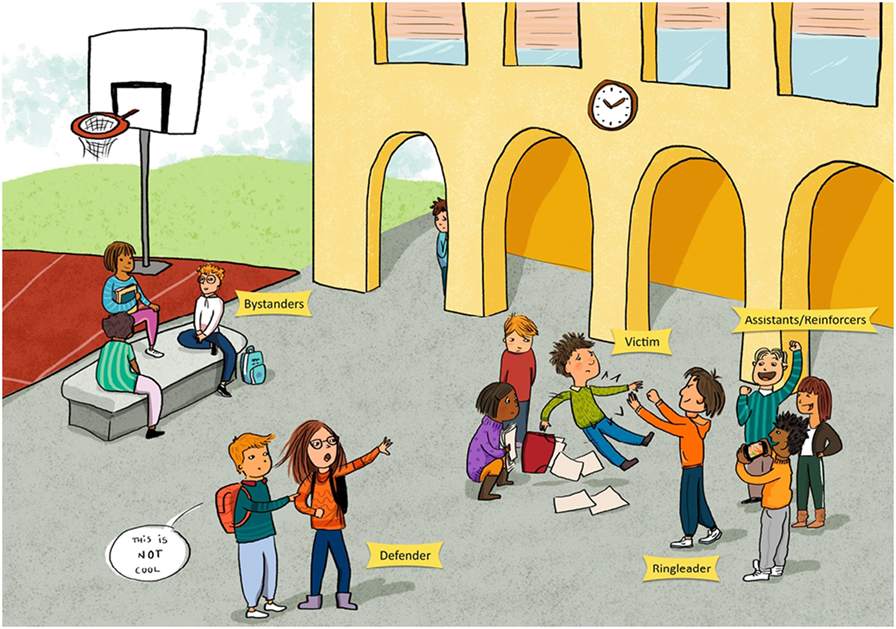 Bystanders
Victim
Assistants/Reinforcers
THIS IS
NOT
COOL
Defender
Ringleader